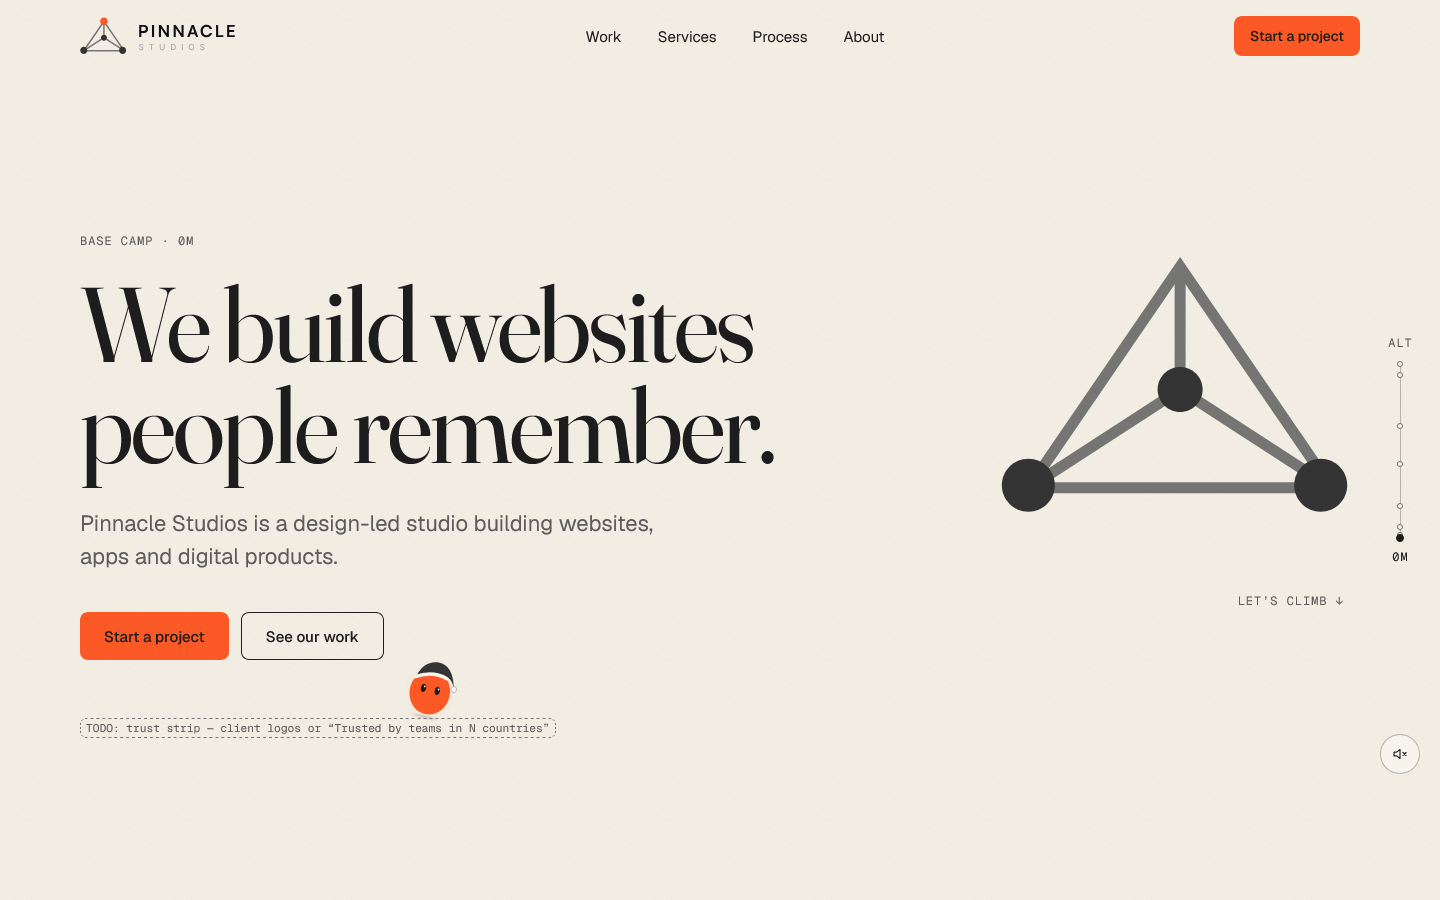 PINNACLE
STUDIOS
Work
Services
Process
About
Start a project
BASE CAMP · 0M
We build websites
people remember.
Pinnacle Studios is a design-led studio building websites,
apps and digital products.
Start a project
See our work
TODO: trust strip — client logos or “Trusted by teams in N countries”
ALT
0M
LET'S CLIMB ↓